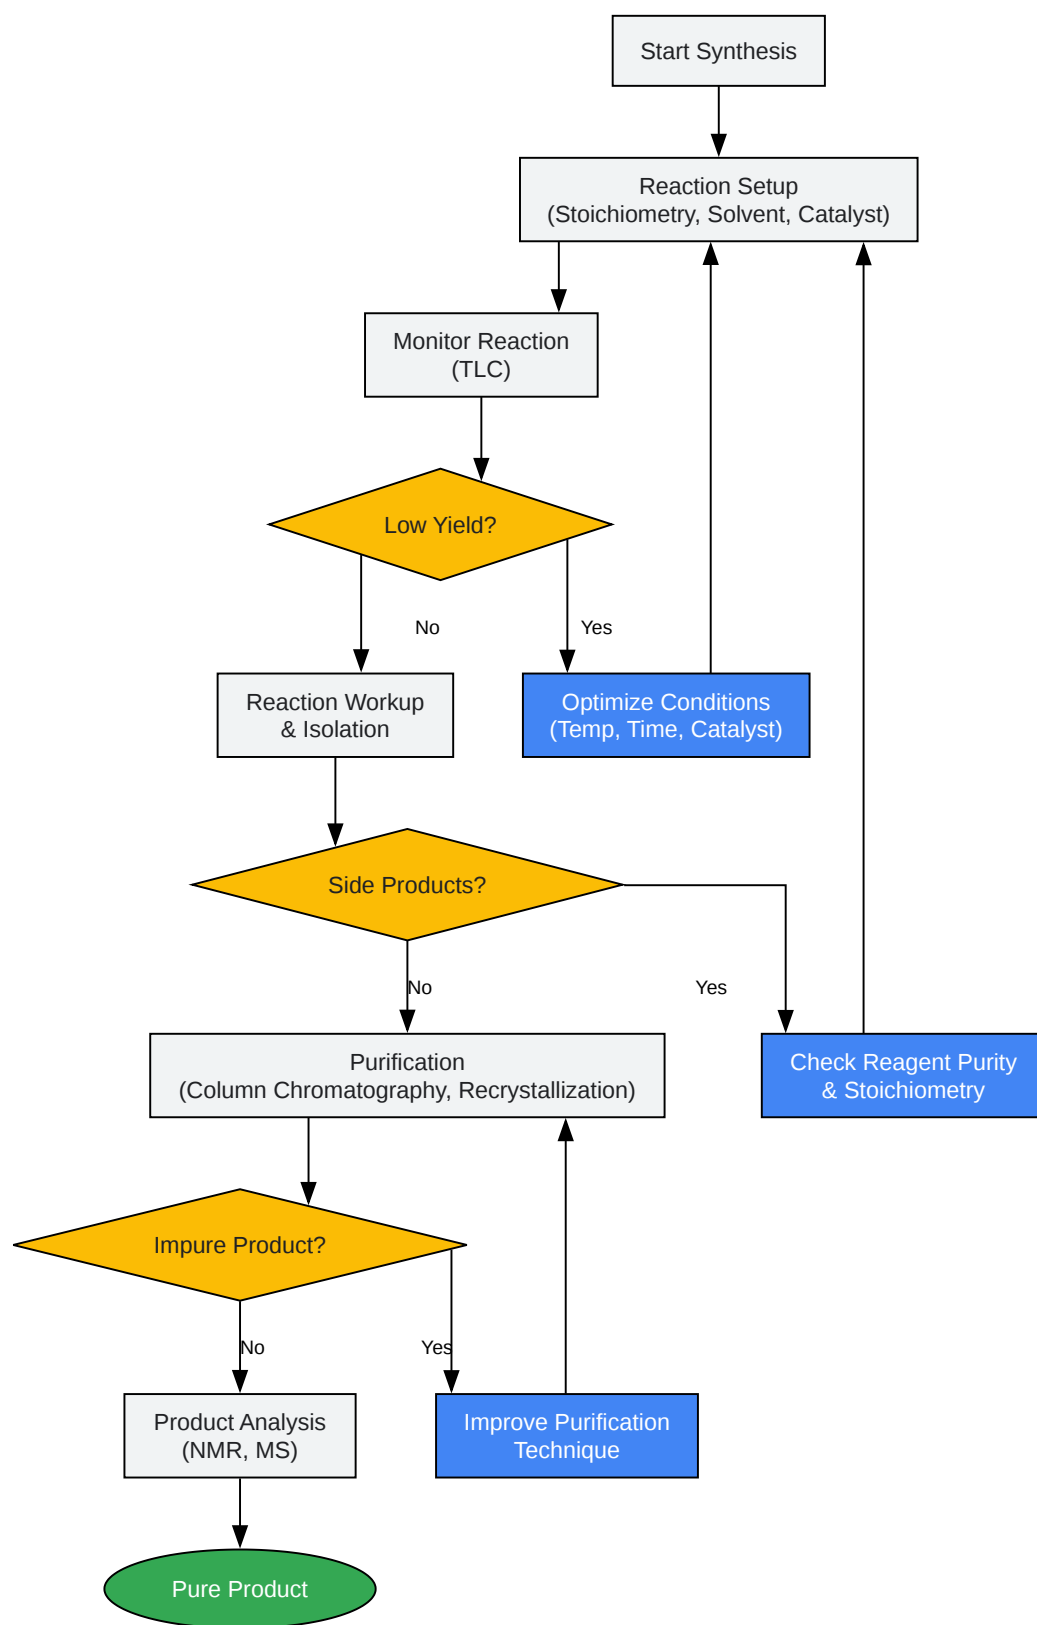 Start Synthesis
Reaction Setup
(Stoichiometry, Solvent, Catalyst)
Monitor Reaction
(TLC)
Low Yield?
No
Yes
Reaction Workup
& Isolation
Optimize Conditions
(Temp, Time, Catalyst)
Side Products?
No
Yes
Purification
(Column Chromatography, Recrystallization)
Check Reagent Purity
& Stoichiometry
Impure Product?
No
Yes
Product Analysis
(NMR, MS)
Improve Purification
Technique
Pure Product